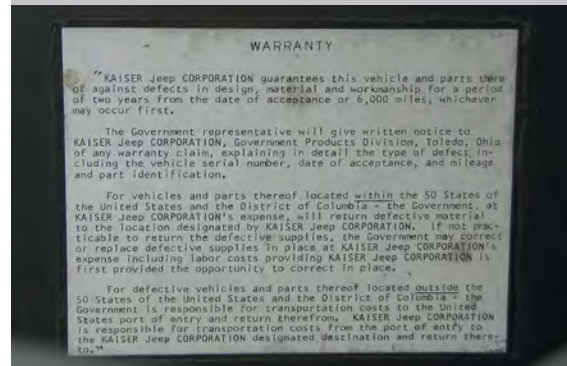 WARRANTY
"KAISER Jeep CORPORATION guarantees this vehicle and parts there
of against defects in design, material and workmanship for a period
of two years from the date of acceptance or 6,000 miles, whichever
may occur first.
The Government representative will give written notice to
KAISER Jeep CORPORATION, Government Products Division, Toledo, Ohio
of any warranty claim, explaining in detail the type of defect in-
cluding the vehicle serial number, date of acceptance, and mileage
and part identification.
For vehicles and parts thereof located within the 50 States of
the United States and the District of Columbia - the Government, at
KAISER Jeep CORPORATION's expense, will return defective material
to the location designated by KAISER Jeep CORPORATION. If not prac-
ticable to return the defective supplies, the Government may correct
or replace defective supplies in place at KAISER Jeep CORPORATION's
expense including labor costs providing KAISER Jeep CORPORATION is
first provided the opportunity to correct in place.
For defective vehicles and parts thereof located outside the
50 States of the United States and the District of Columbia - the
Government is responsible for transportation costs to the United
States port of entry and return therefrom. KAISER Jeep CORPORATION
is responsible for transportation costs from the port of entry to
the KAISER Jeep CORPORATION designated destination and return there-
to."